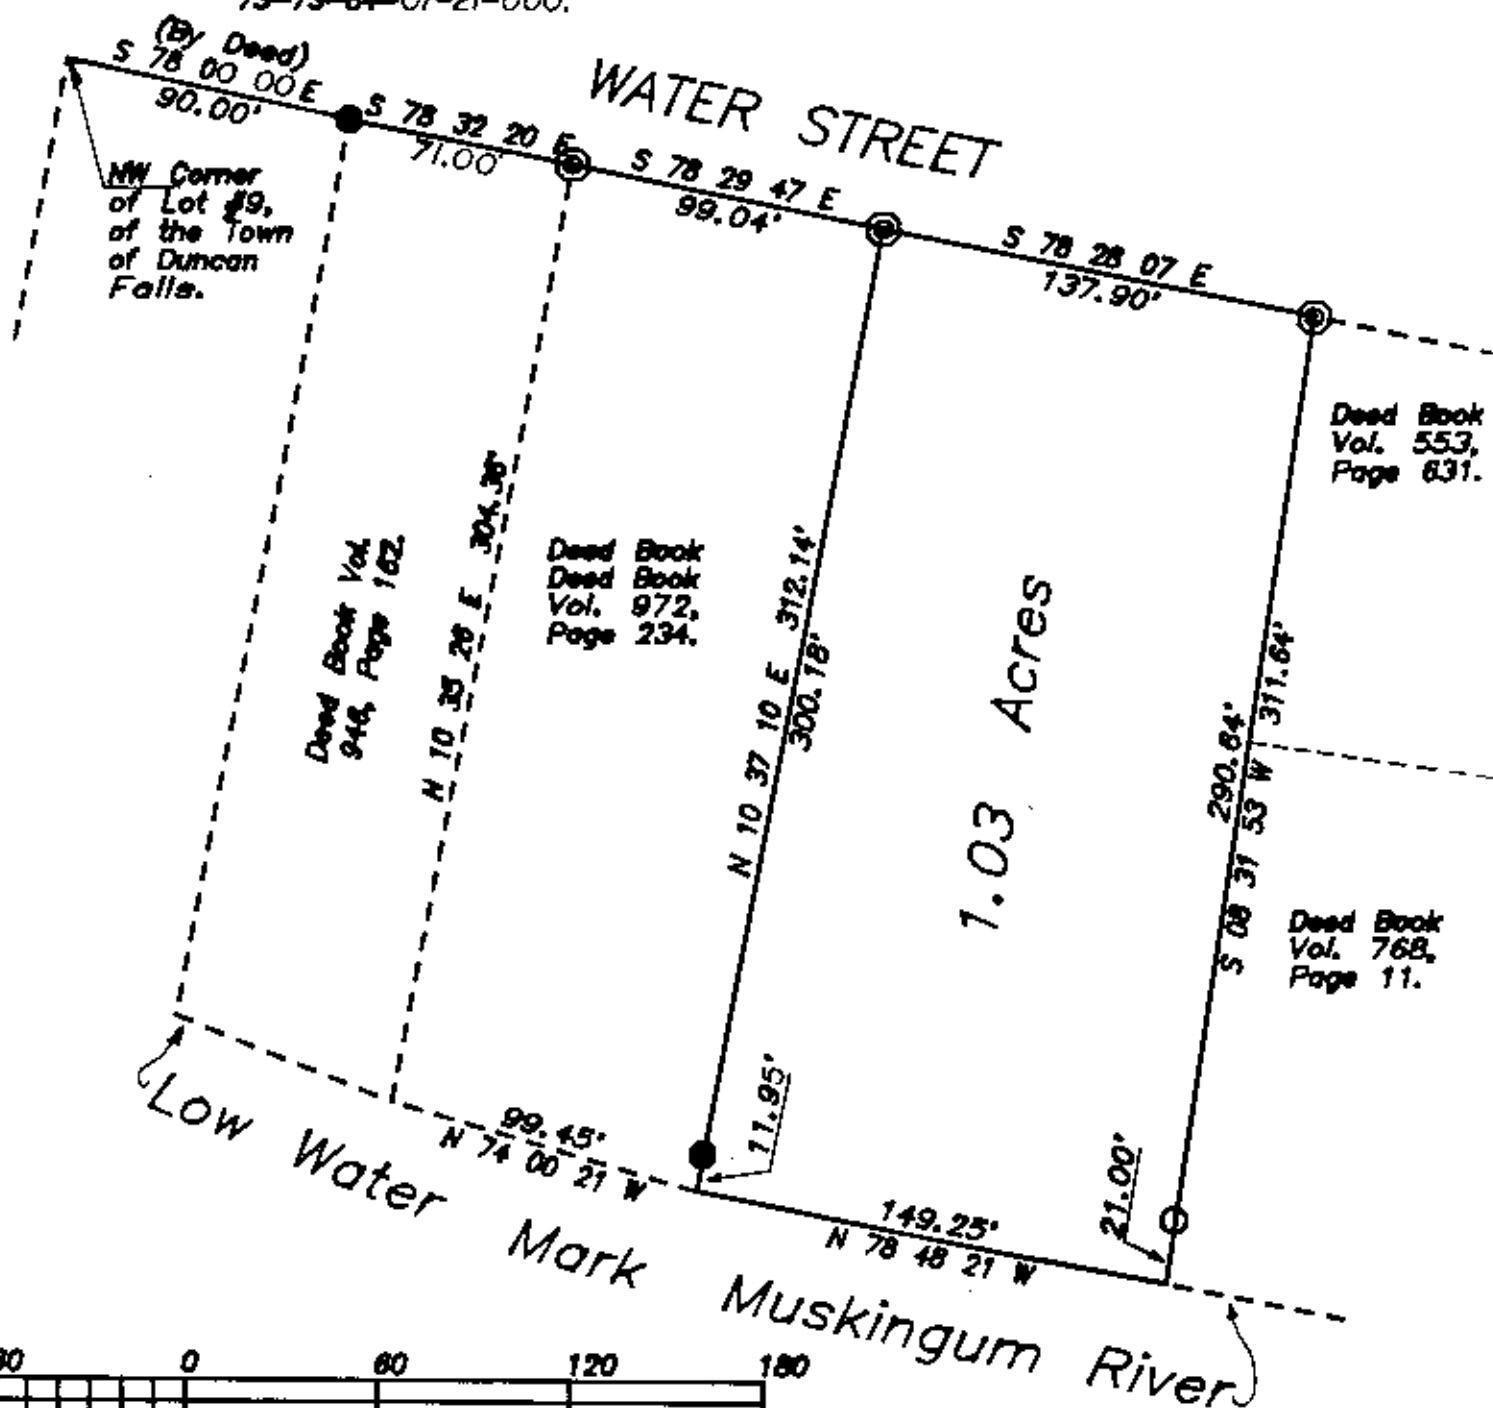 (By Deed)
S 78 00 00 E
90.00'
S 78 32 20 E
71.00'
WATER STREET
S 78 29 47 E
99.04'
S 78 28 07 E
137.90'
NW Corner
of Lot #9,
of the Town
of Duncan
Falls.
Deed Book Vol.
946, Page 162.
N 10 35 26 E 304.36'
Deed Book
Deed Book
Vol. 972,
Page 234.
N 10 37 10 E 312.14'
300.18'
1.03 Acres
290.64'
311.64'
S 08 31 53 W
Deed Book
Vol. 553,
Page 631.
Deed Book
Vol. 768,
Page 11.
11.95'
21.00'
99.45'
N 74 00 21 W
149.25'
N 78 48 21 W
Low Water Mark Muskingum River
0 60 120 180